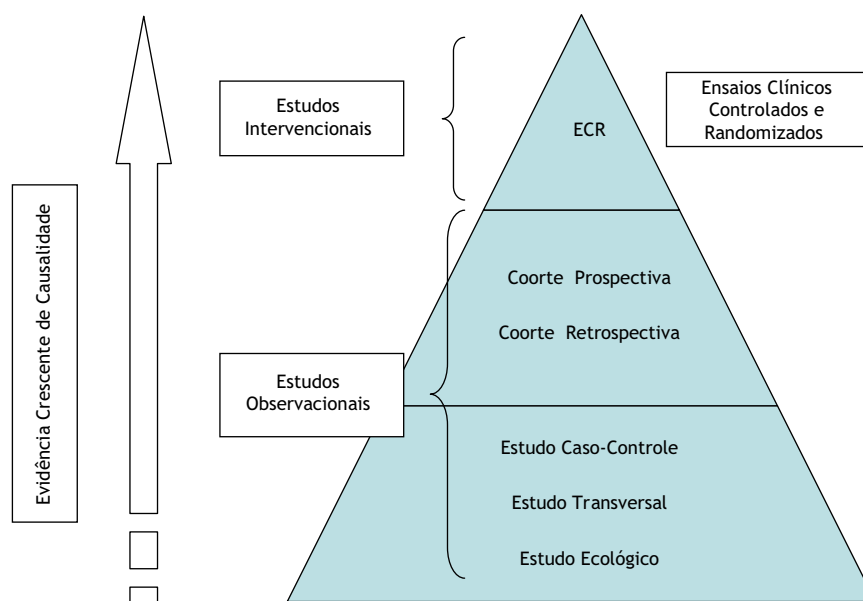 Estudos
Intervencionais
ECR
Ensaios Clínicos
Controlados e
Randomizados
Evidência Crescente de Causalidade
Coorte Prospectiva
Coorte Retrospectiva
Estudos
Observacionais
Estudo Caso-Controle
Estudo Transversal
Estudo Ecológico